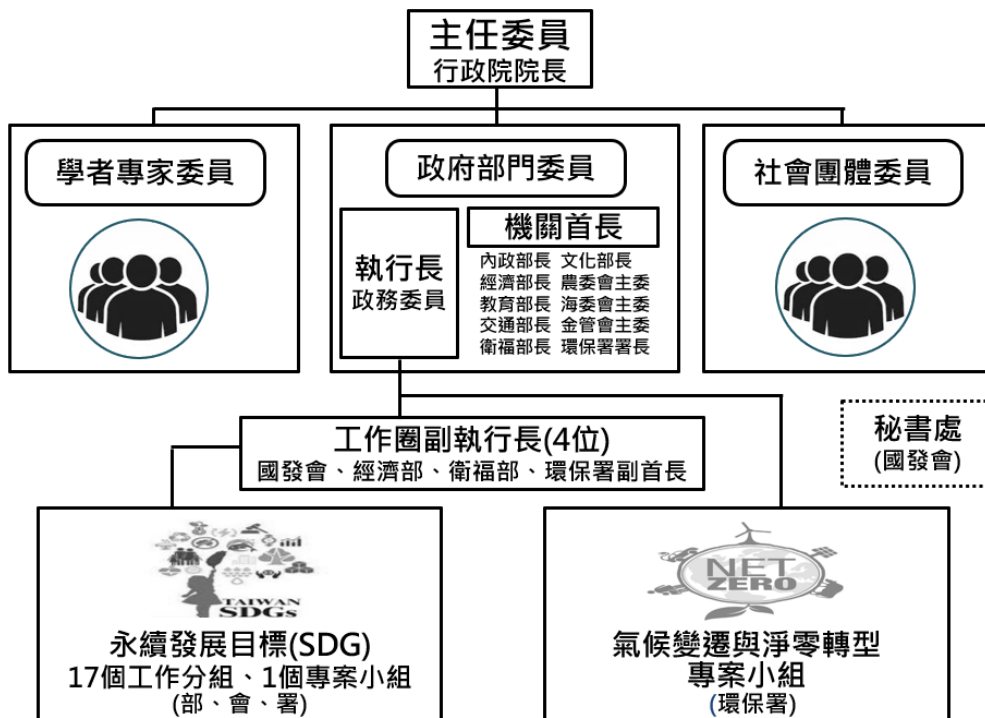 主任委員
行政院院長
學者專家委員
政府部門委員
社會團體委員
執行長
政務委員
機關首長
內政部長 文化部長
經濟部長 農委會主委
教育部長 海委會主委
交通部長 金管會主委
衛福部長 環保署署長
工作圈副執行長(4位)
國發會、經濟部、衛福部、環保署副首長
秘書處
(國發會)
TAIWAN
SDGs
永續發展目標(SDG)
17個工作分組、1個專案小組
(部、會、署)
NET
ZERO
氣候變遷與淨零轉型
專案小組
(環保署)